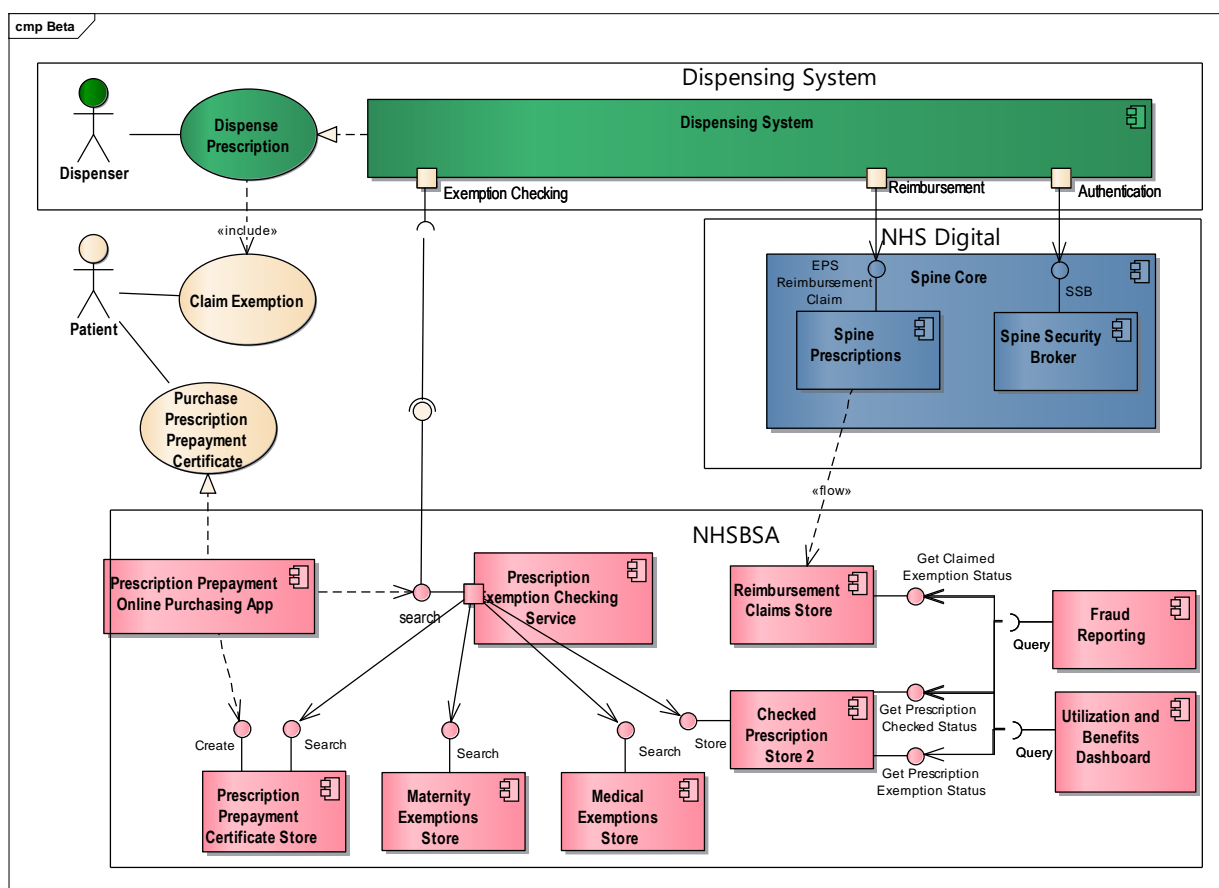 cmp Beta
Dispensing System
Dispenser
Dispense
Prescription
Dispensing System
Exemption Checking
Reimbursement
Authentication
«include»
NHS Digital
Patient
Claim Exemption
EPS
Reimbursement
Claim
Spine Core
SSB
Spine
Prescriptions
Spine Security
Broker
Purchase
Prescription
Prepayment
Certificate
«flow»
NHSBSA
Prescription Prepayment
Online Purchasing App
search
Prescription
Exemption Checking
Service
Reimbursement
Claims Store
Get Claimed
Exemption Status
Query
Fraud
Reporting
Create
Search
Search
Search
Store
Checked
Prescription
Store 2
Get Prescription
Checked Status
Get Prescription
Exemption Status
Query
Utilization and
Benefits
Dashboard
Prescription
Prepayment
Certificate Store
Maternity
Exemptions
Store
Medical
Exemptions
Store